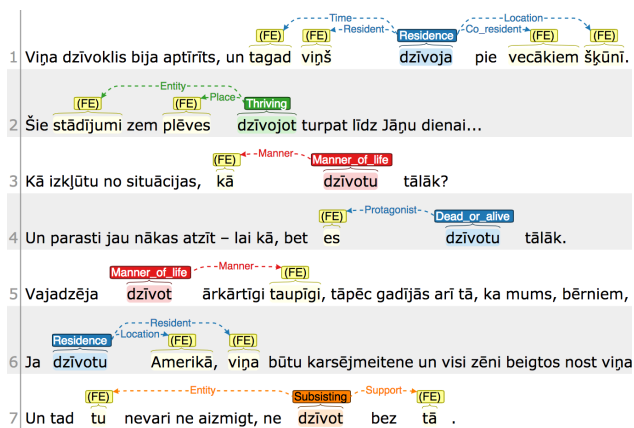 Time Location
(FE) (FE) Resident Residence Co_resident (FE) (FE)
1 Viņa dzīvoklis bija aptīrīts, un tagad viņš dzīvoja pie vecākiem šķūnī.
Entity
(FE) (FE) Place Thriving
2 Šie stādījumi zem plēves dzīvojot turpat līdz Jāņu dienai...
(FE) Manner Manner_of_life
3 Kā izkļūtu no situācijas, kā dzīvotu tālāk?
(FE) Protagonist Dead_or_alive
4 Un parasti jau nākas atzīt – lai kā, bet es dzīvotu tālāk.
Manner_of_life Manner (FE)
5 Vajadzēja dzīvot ārkārtīgi taupīgi, tāpēc gadījās arī tā, ka mums, bērniem,
Resident
Residence Location (FE) (FE)
6 Ja dzīvotu Amerikā, viņa būtu karsējmeitene un visi zēni beigtos nost viņa
(FE) Entity Subsisting Support (FE)
7 Un tad tu nevari ne aizmigt, ne dzīvot bez tā .